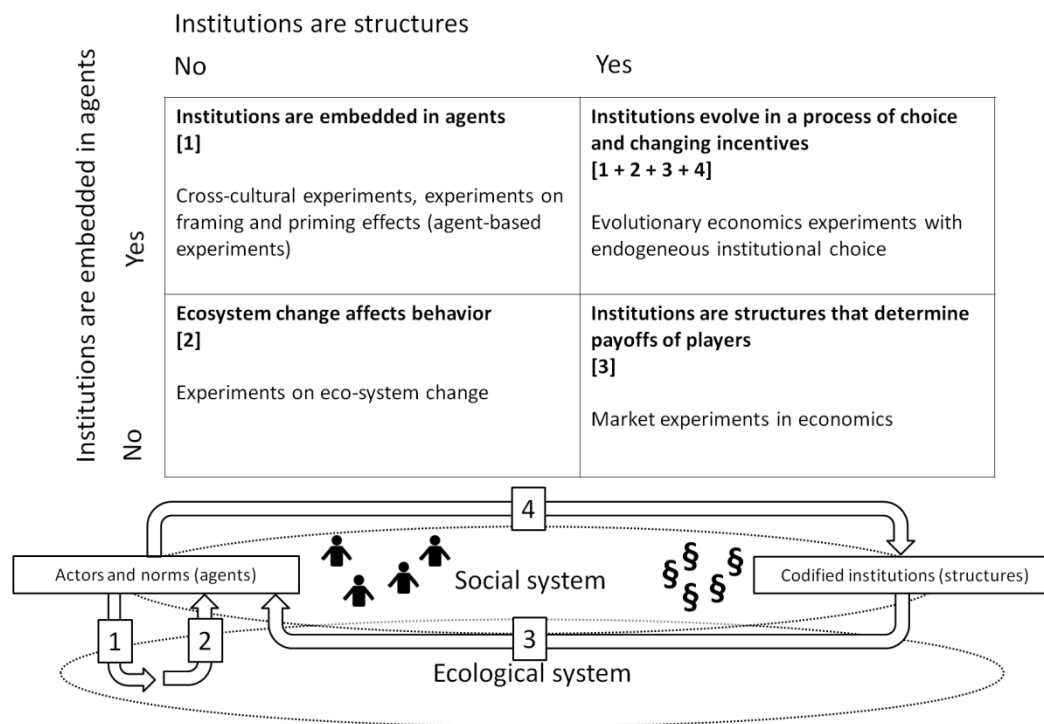 Institutions are structures
No
Yes
Institutions are embedded in agents
Yes
No
Institutions are embedded in agents
[1]
Cross-cultural experiments, experiments on
framing and priming effects (agent-based
experiments)
Institutions evolve in a process of choice
and changing incentives
[1 + 2 + 3 + 4]
Evolutionary economics experiments with
endogeneous institutional choice
Ecosystem change affects behavior
[2]
Experiments on eco-system change
Institutions are structures that determine
payoffs of players
[3]
Market experiments in economics
4
Actors and norms (agents)
Social system
§ § § § § §
Codified institutions (structures)
1
2
3
Ecological system